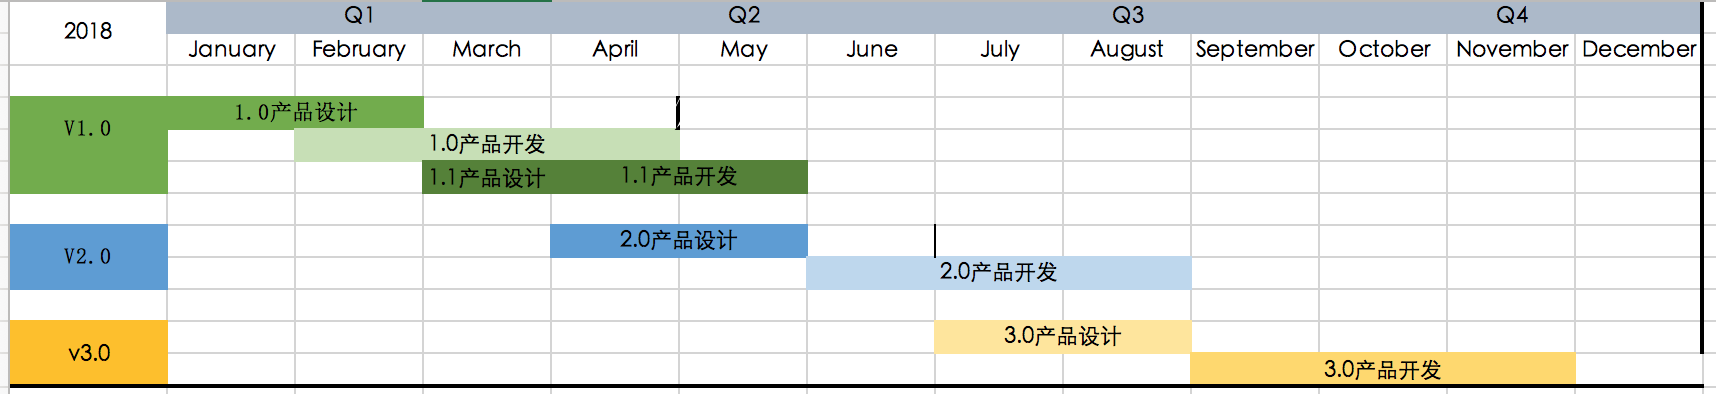 2018
Q1 Q2 Q3 Q4
January February March April May June July August September October November December
V1.0
1.0产品设计
1.0产品开发
1.1产品设计 1.1产品开发
V2.0
2.0产品设计
2.0产品开发
v3.0
3.0产品设计
3.0产品开发